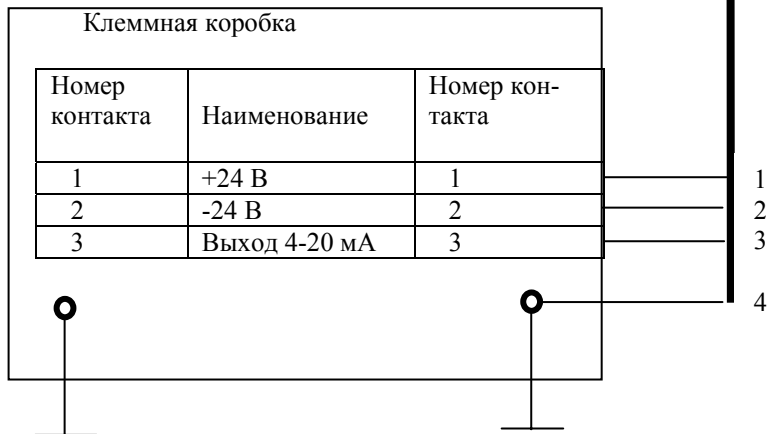 Клеммная коробка
Номер контакта Наименование Номер кон-
такта
1 +24 В 1 1
2 -24 В 2 2
3 Выход 4-20 мА 3 3
4